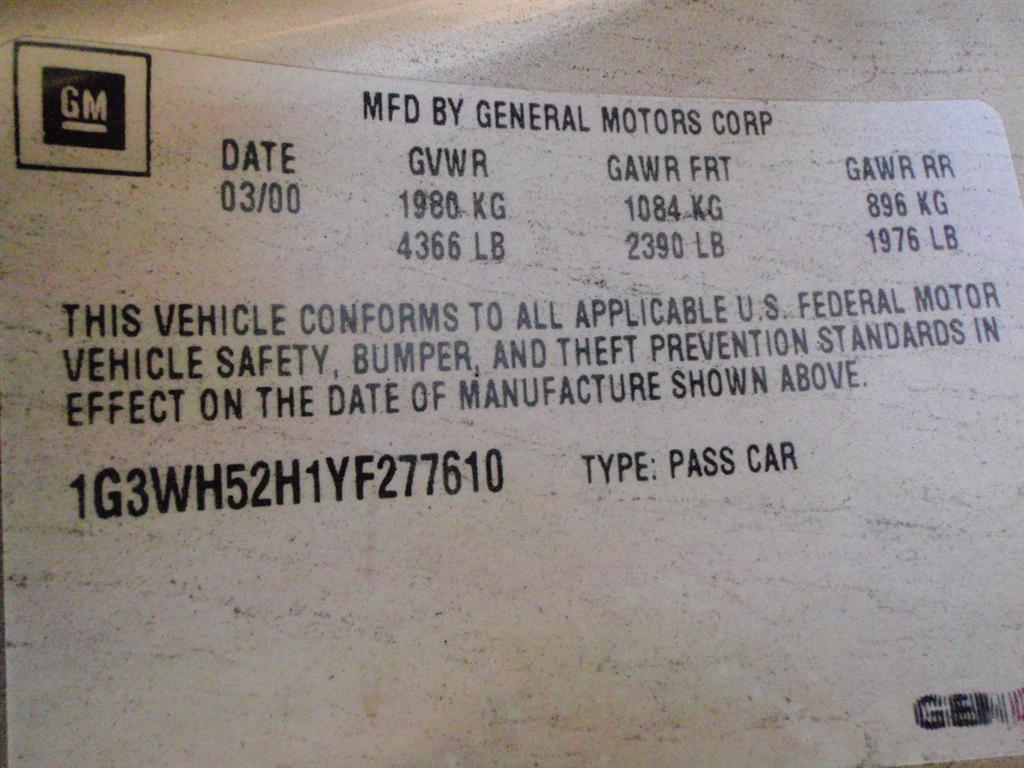 GM
MFD BY GENERAL MOTORS CORP
DATE GVWR GAWR FRT GAWR RR
03/00 1980 KG 1084 KG 896 KG
4366 LB 2390 LB 1976 LB
THIS VEHICLE CONFORMS TO ALL APPLICABLE U.S. FEDERAL MOTOR
VEHICLE SAFETY, BUMPER, AND THEFT PREVENTION STANDARDS IN
EFFECT ON THE DATE OF MANUFACTURE SHOWN ABOVE.
1G3WH52H1YF277610 TYPE: PASS CAR